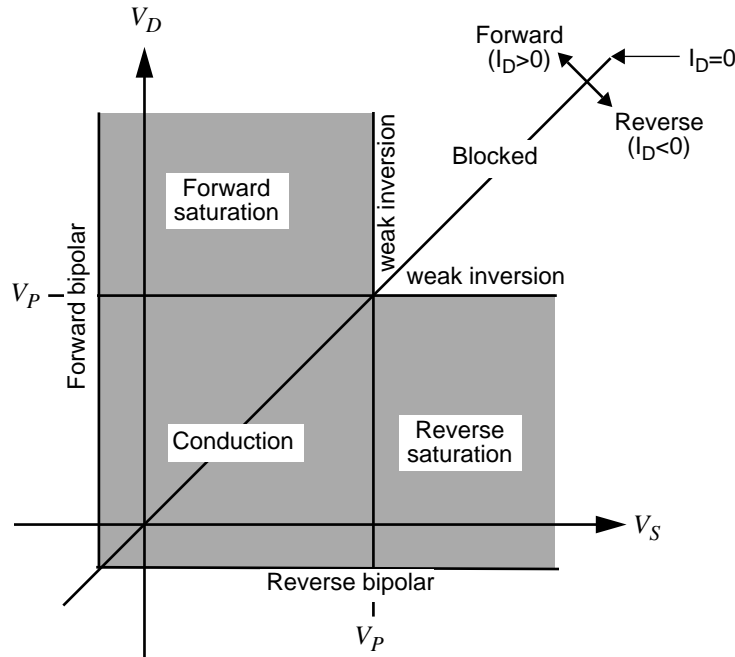 V_D
Forward
(I_D>0)
I_D=0
Reverse
(I_D<0)
Blocked
weak inversion
Forward
saturation
weak inversion
V_P
Forward bipolar
Conduction
Reverse
saturation
V_S
Reverse bipolar
V_P